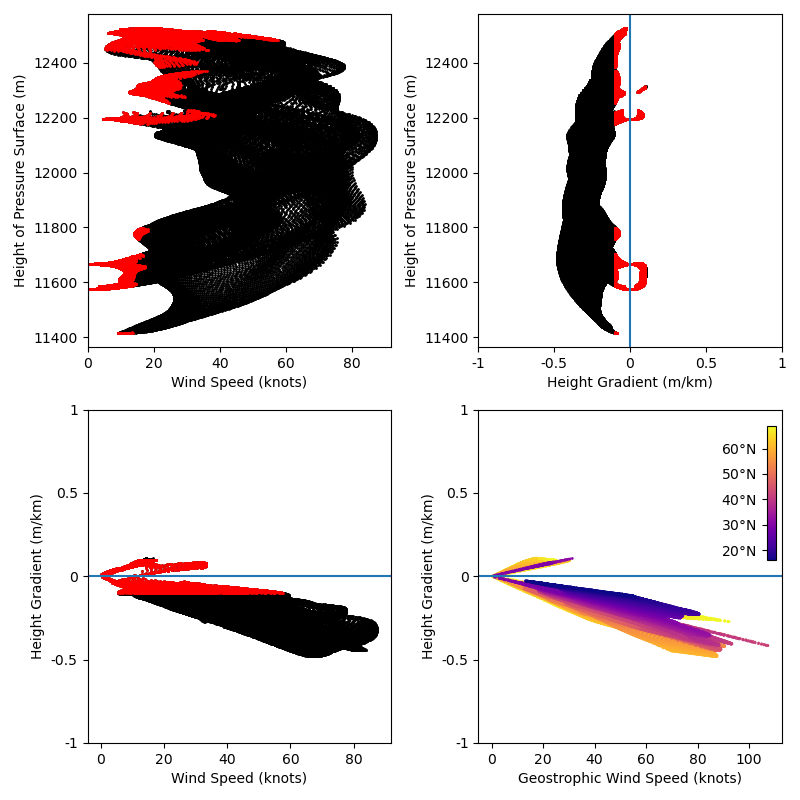 Height of Pressure Surface (m)
12400
12200
12000
11800
11600
11400
0 20 40 60 80
Wind Speed (knots)
Height of Pressure Surface (m)
12400
12200
12000
11800
11600
11400
-1 -0.5 0 0.5 1
Height Gradient (m/km)
Height Gradient (m/km)
1
0.5
0
-0.5
-1
0 20 40 60 80
Wind Speed (knots)
Height Gradient (m/km)
1
0.5
0
-0.5
-1
0 20 40 60 80 100
Geostrophic Wind Speed (knots)
60°N
50°N
40°N
30°N
20°N